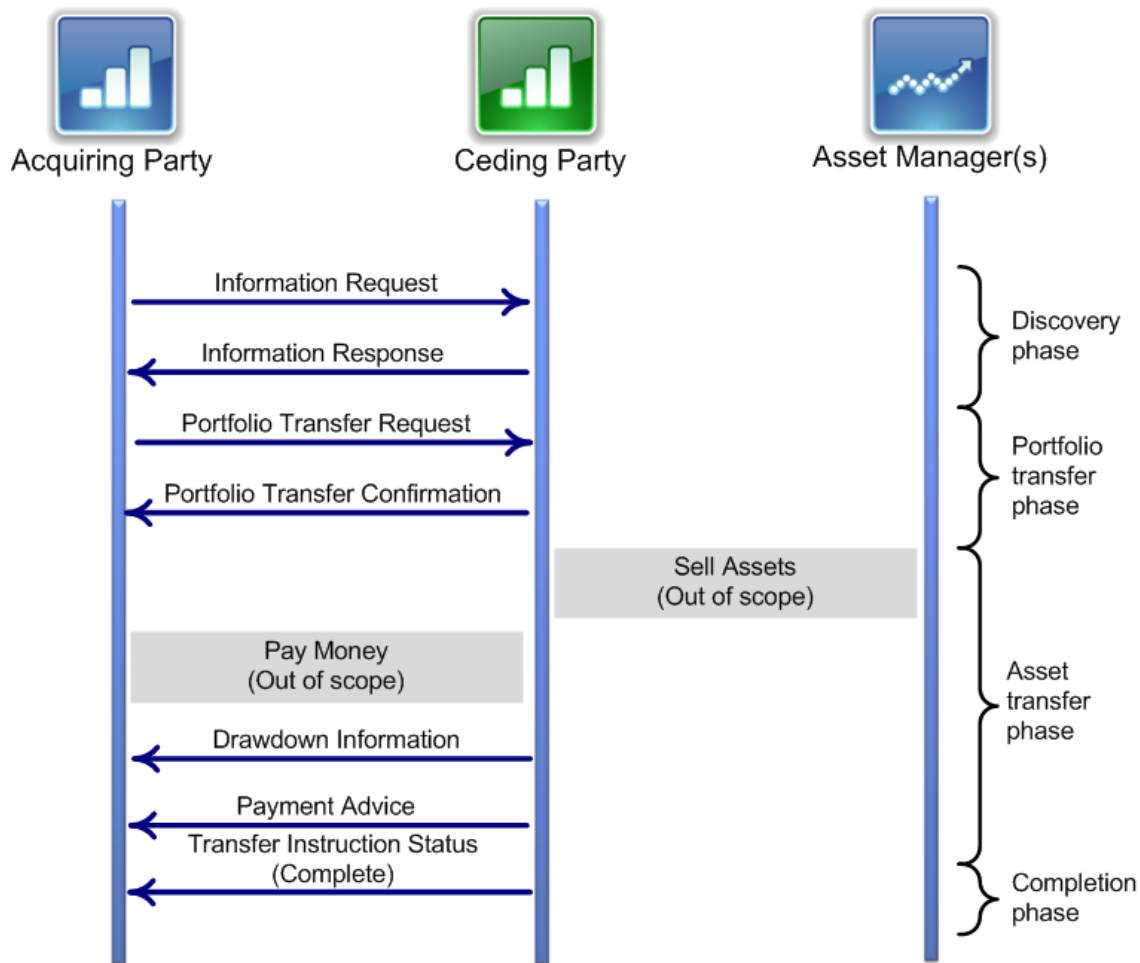 Acquiring Party
Ceding Party
Asset Manager(s)
Information Request
Information Response
Discovery
phase
Portfolio Transfer Request
Portfolio Transfer Confirmation
Portfolio
transfer
phase
Sell Assets
(Out of scope)
Pay Money
(Out of scope)
Drawdown Information
Payment Advice
Asset
transfer
phase
Transfer Instruction Status
(Complete)
Completion
phase